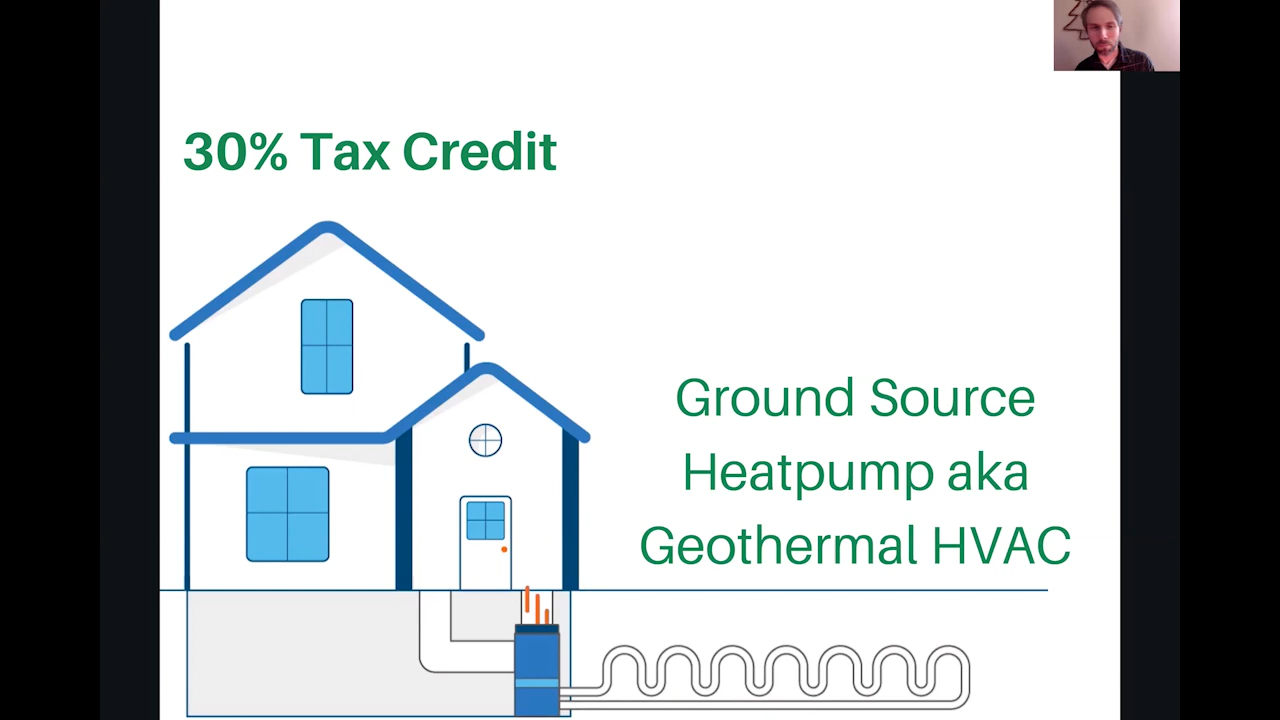 30% Tax Credit
Ground Source
Heatpump aka
Geothermal HVAC